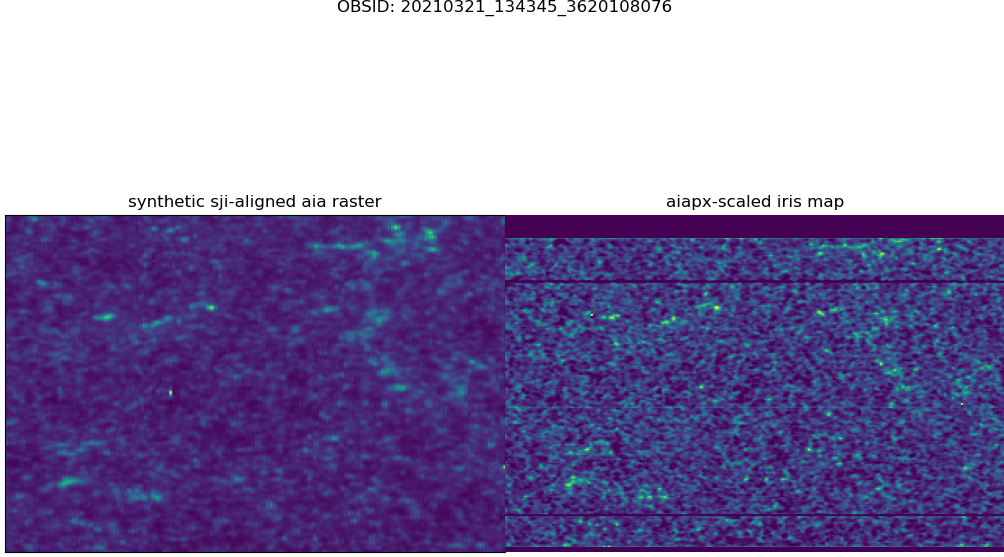 OBSID: 20210321_134345_3620108076
synthetic sji-aligned aia raster
aiapx-scaled iris map